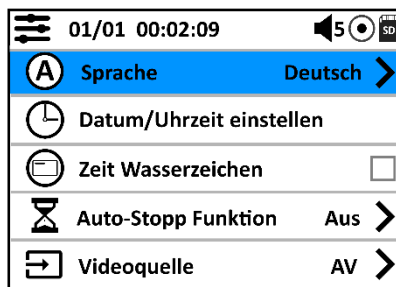 01/01 00:02:09 5 SD
A Sprache Deutsch
Datum/Uhrzeit einstellen
Zeit Wasserzeichen
Auto-Stopp Funktion Aus
Videoquelle AV